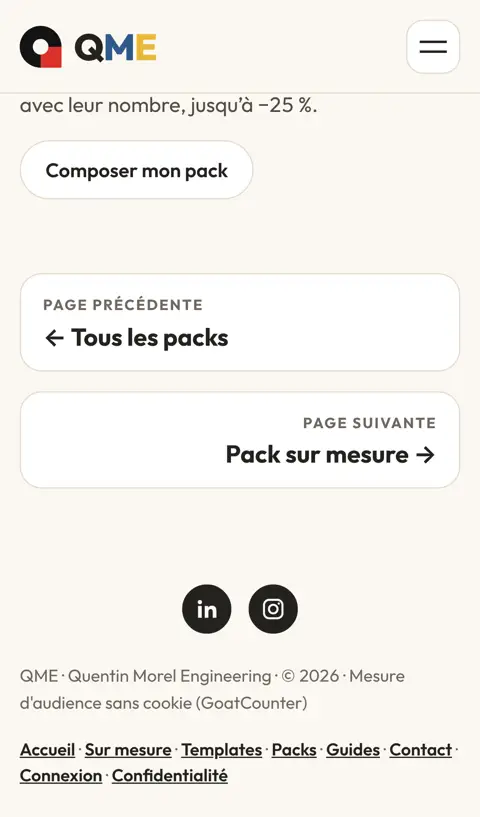 QME
avec leur nombre, jusqu'à −25 %.
Composer mon pack
PAGE PRÉCÉDENTE
← Tous les packs
PAGE SUIVANTE
Pack sur mesure →
in
QME · Quentin Morel Engineering · © 2026 · Mesure
d'audience sans cookie (GoatCounter)
Accueil · Sur mesure · Templates · Packs · Guides · Contact ·
Connexion · Confidentialité